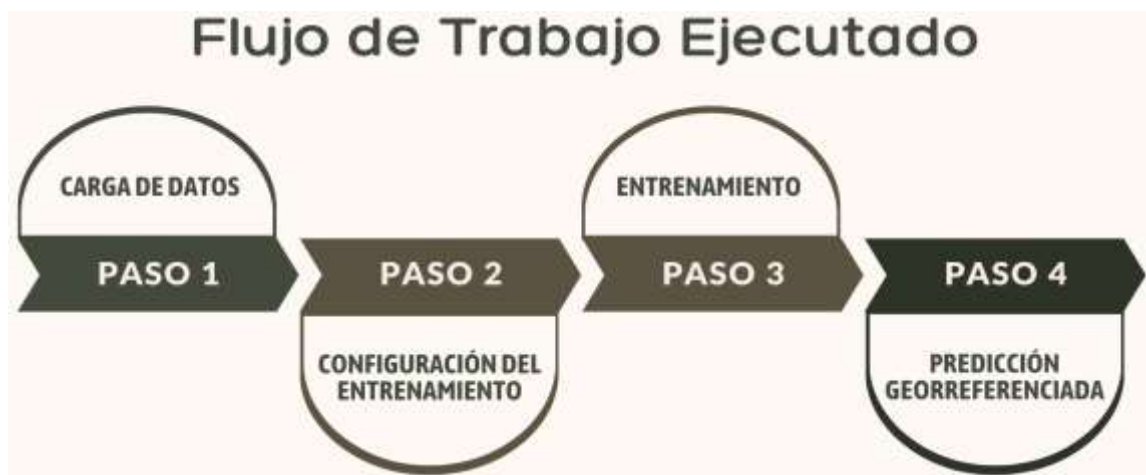 Flujo de Trabajo Ejecutado
CARGA DE DATOS
PASO 1
PASO 2
CONFIGURACIÓN DEL
ENTRENAMIENTO
ENTRENAMIENTO
PASO 3
PASO 4
PREDICCIÓN
GEORREFERENCIADA